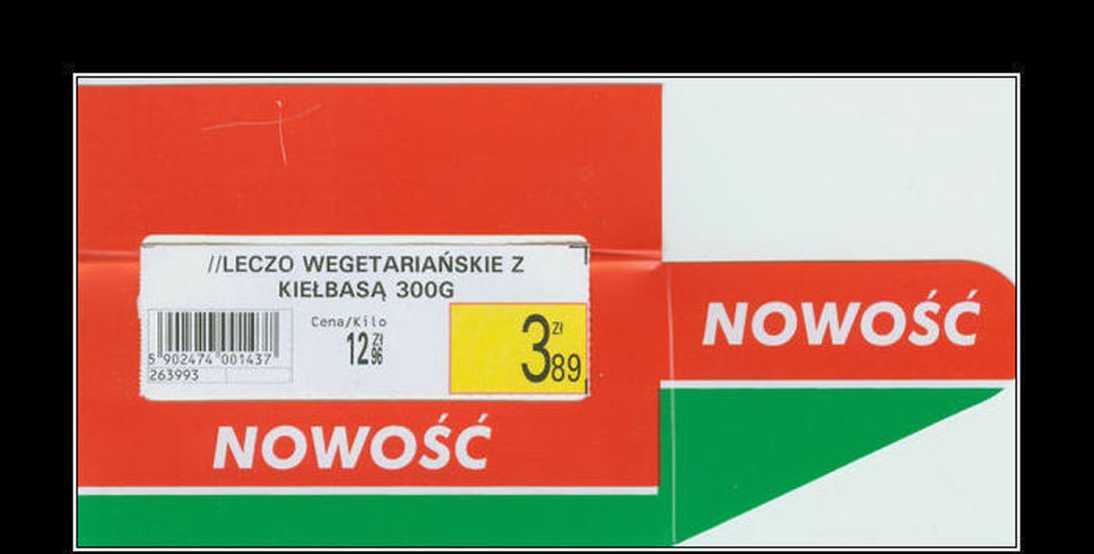 //LECZO WEGETARIAŃSKIE Z
KIEŁBASĄ 300G
Cena/Kilo
12 zł 96
3 zł 89
5 902474 001437
263993
NOWOŚĆ
NOWOŚĆ